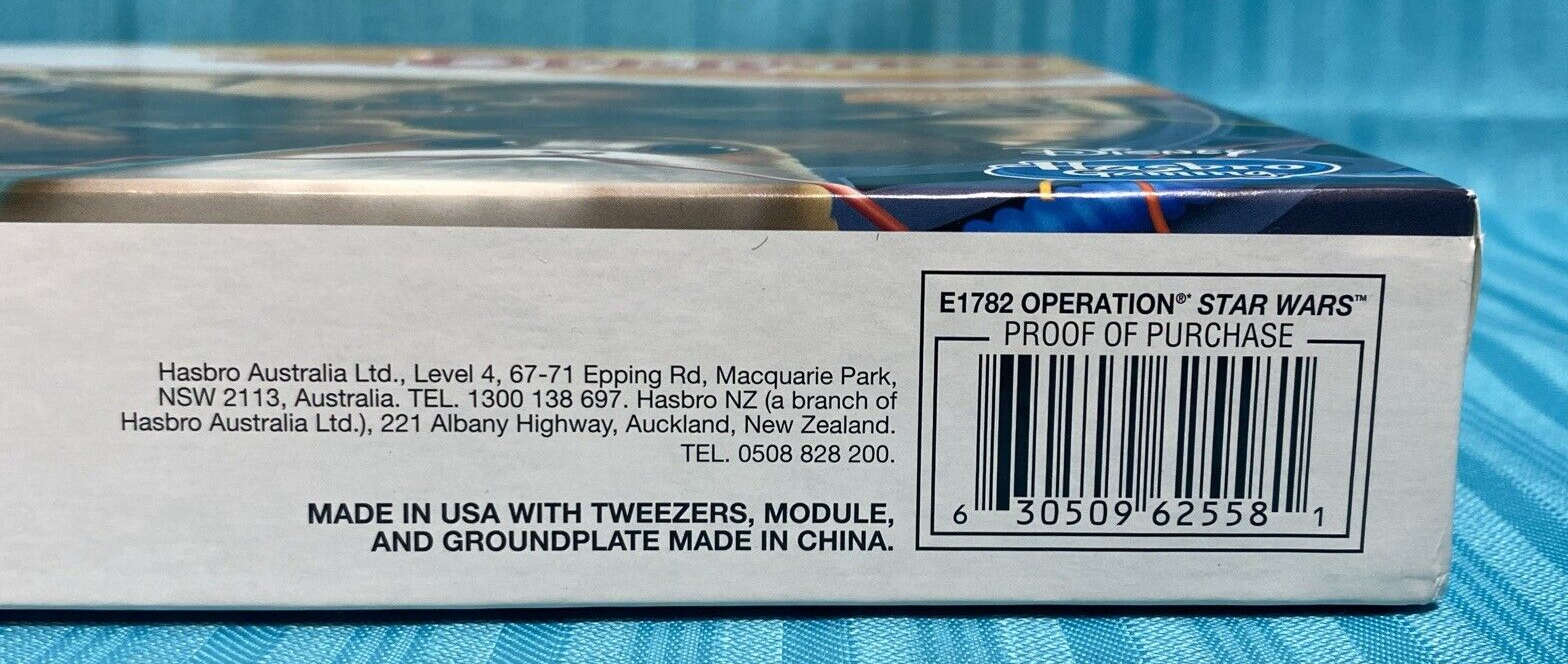 Disney
Hasbro
Gaming
E1782 OPERATION®* STAR WARS™
PROOF OF PURCHASE
6 30509 62558 1
Hasbro Australia Ltd., Level 4, 67-71 Epping Rd, Macquarie Park,
NSW 2113, Australia. TEL. 1300 138 697. Hasbro NZ (a branch of
Hasbro Australia Ltd.), 221 Albany Highway, Auckland, New Zealand.
TEL. 0508 828 200.
MADE IN USA WITH TWEEZERS, MODULE,
AND GROUNDPLATE MADE IN CHINA.